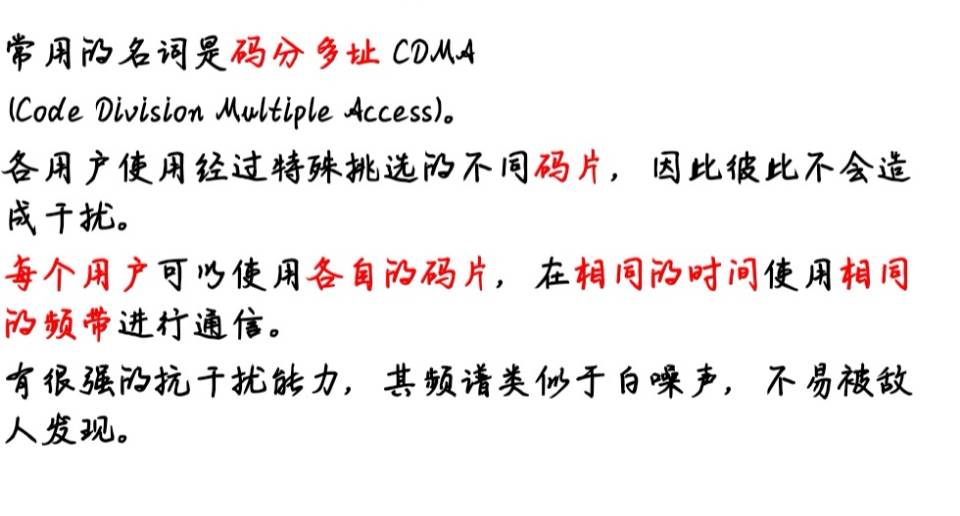 常用的名词是码分多址 CDMA
(Code Division Multiple Access)。
各用户使用经过特殊挑选的不同码片，因此彼此不会造
成干扰。
每个用户可以使用各自的码片，在相同的时间使用相同
的频带进行通信。
有很强的抗干扰能力，其频谱类似于白噪声，不易被敌
人发现。